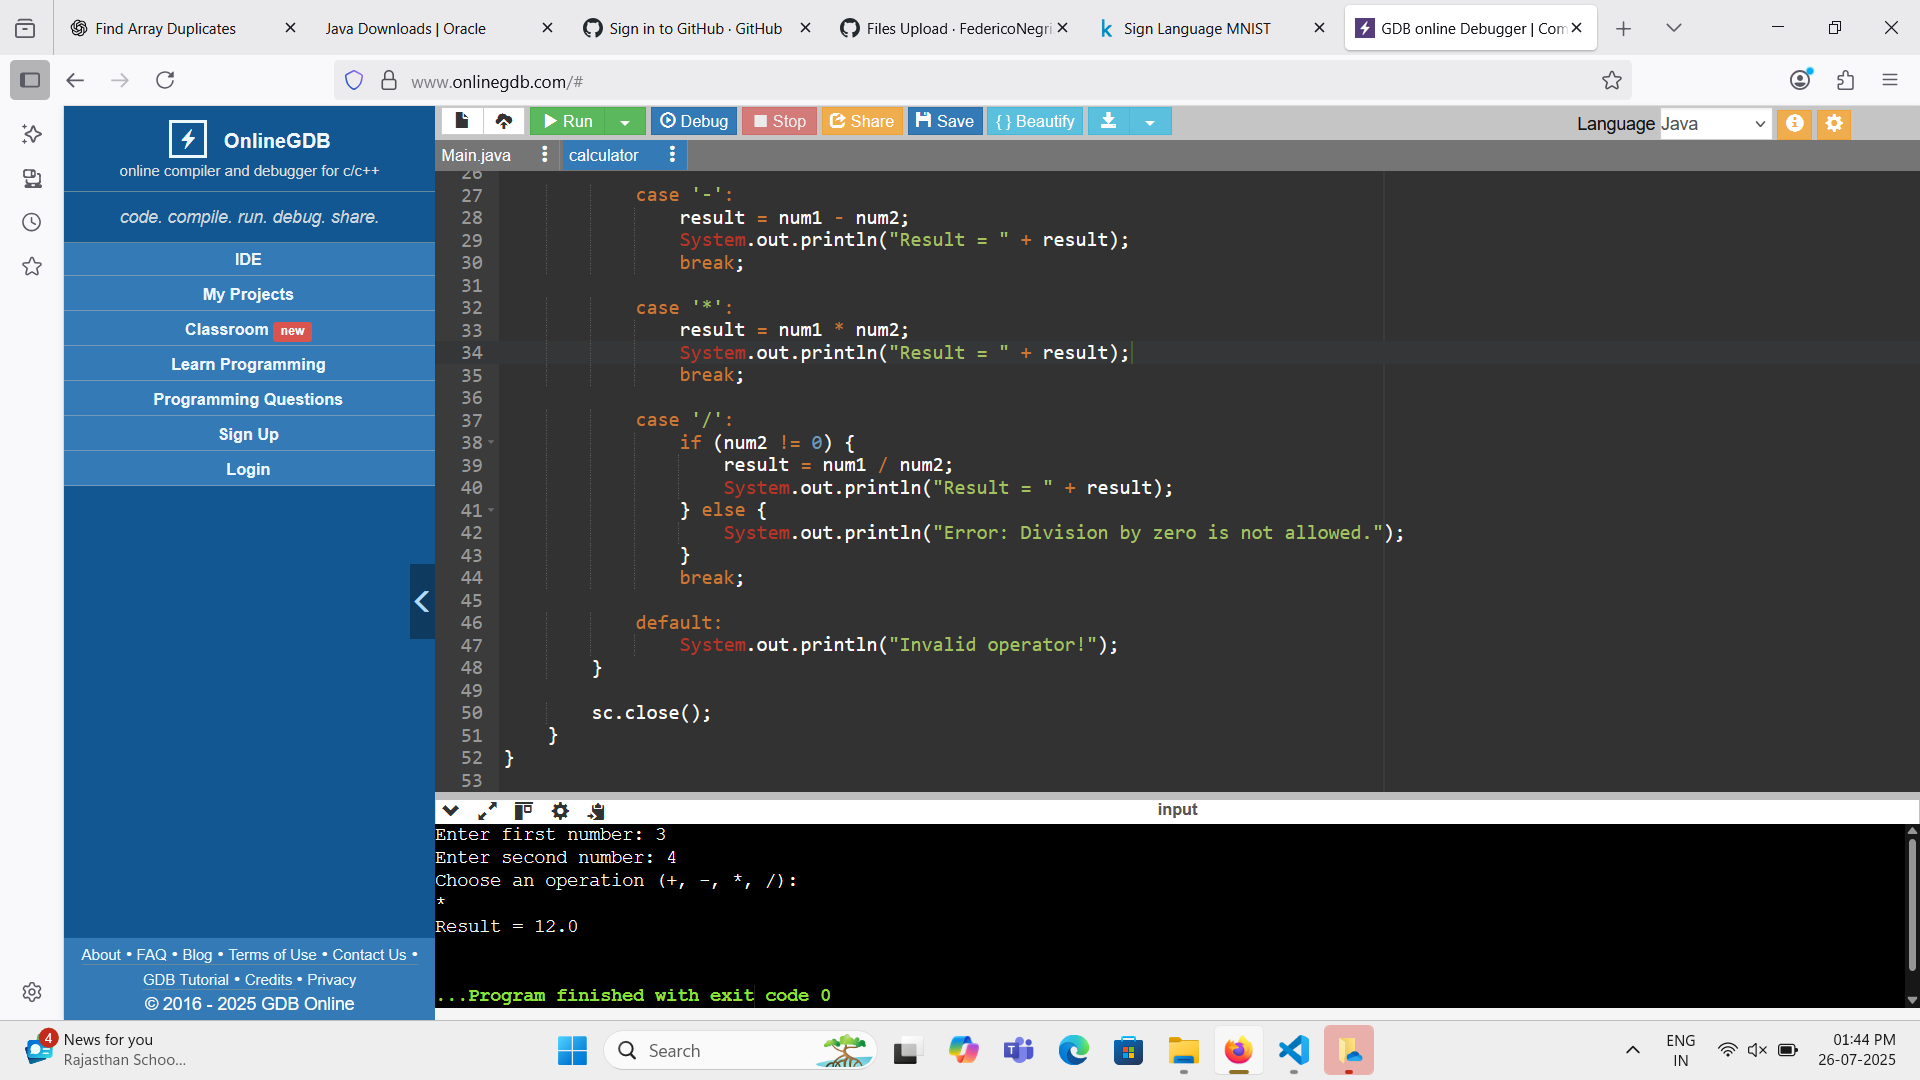 Find Array Duplicates
Java Downloads | Oracle
Sign in to GitHub · GitHub
Files Upload · FedericoNegri
Sign Language MNIST
GDB online Debugger | Com
www.onlinegdb.com/#
OnlineGDB
online compiler and debugger for c/c++
code. compile. run. debug. share.
IDE
My Projects
Classroom new
Learn Programming
Programming Questions
Sign Up
Login
About • FAQ • Blog • Terms of Use • Contact Us •
GDB Tutorial • Credits • Privacy
© 2016 - 2025 GDB Online
Run
Debug
Stop
Share
Save
{ } Beautify
Language Java
Main.java
calculator
26
27 case '-':
28 result = num1 - num2;
29 System.out.println("Result = " + result);
30 break;
31
32 case '*':
33 result = num1 * num2;
34 System.out.println("Result = " + result);
35 break;
36
37 case '/':
38 if (num2 != 0) {
39 result = num1 / num2;
40 System.out.println("Result = " + result);
41 } else {
42 System.out.println("Error: Division by zero is not allowed.");
43 }
44 break;
45
46 default:
47 System.out.println("Invalid operator!");
48 }
49
50 sc.close();
51 }
52 }
53
input
Enter first number: 3
Enter second number: 4
Choose an operation (+, -, *, /):
*
Result = 12.0
...Program finished with exit code 0
4
News for you
Rajasthan Schoo...
Search
ENG
IN
01:44 PM
26-07-2025